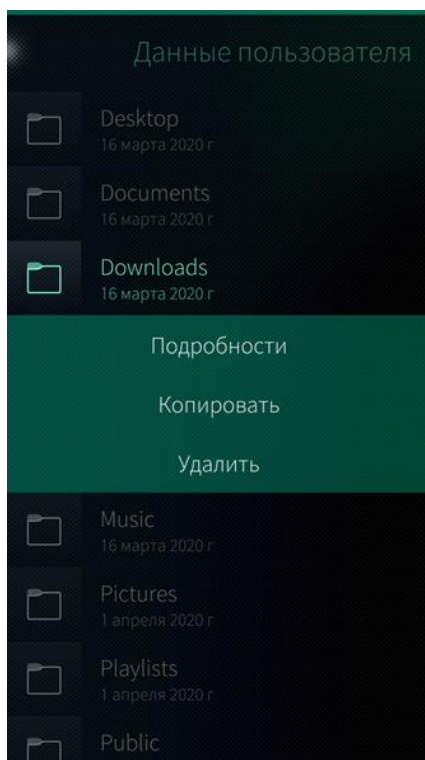 Данные пользователя
Desktop
16 марта 2020 г
Documents
16 марта 2020 г
Downloads
16 марта 2020 г
Подробности
Копировать
Удалить
Music
16 марта 2020 г
Pictures
1 апреля 2020 г
Playlists
1 апреля 2020 г
Public